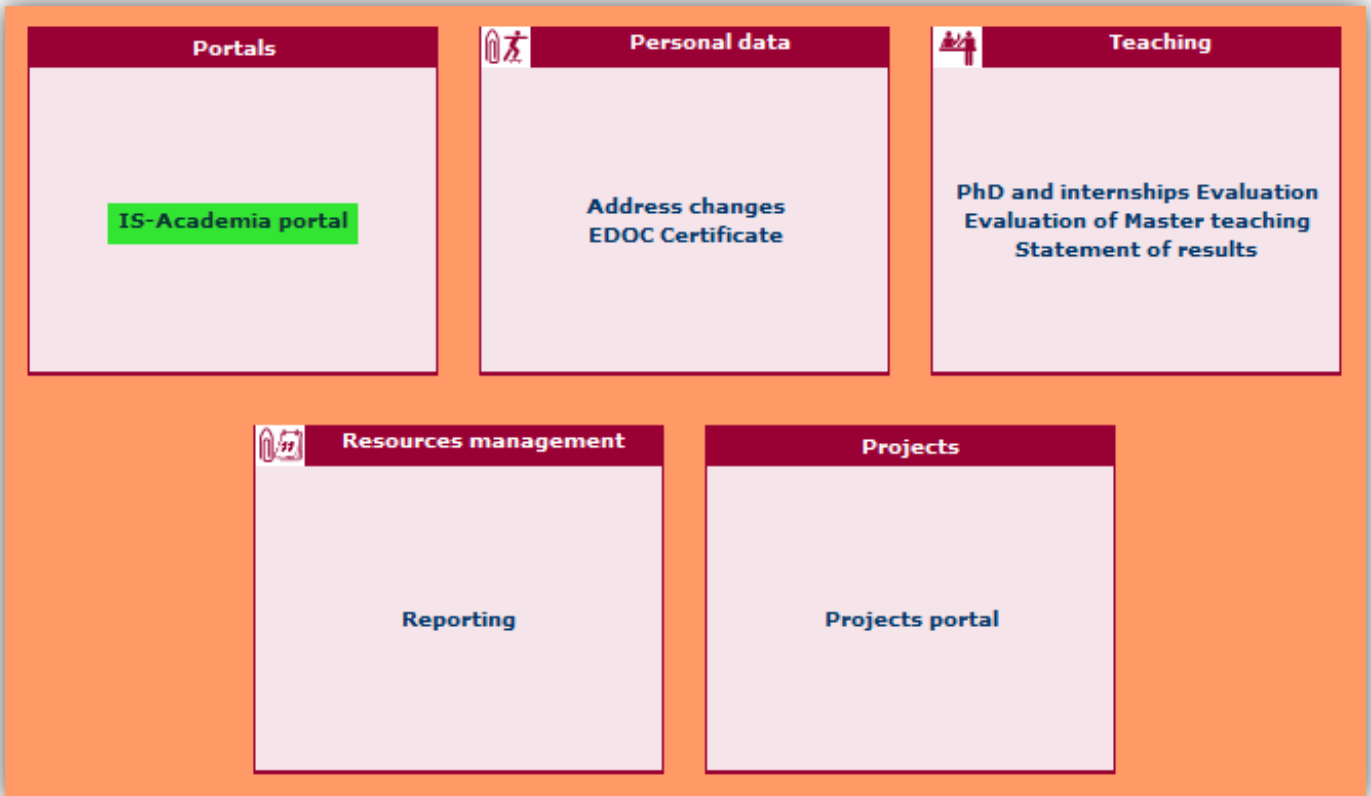 Portals
IS-Academia portal
Personal data
Address changes
EDOC Certificate
Teaching
PhD and internships Evaluation
Evaluation of Master teaching
Statement of results
Resources management
Reporting
Projects
Projects portal